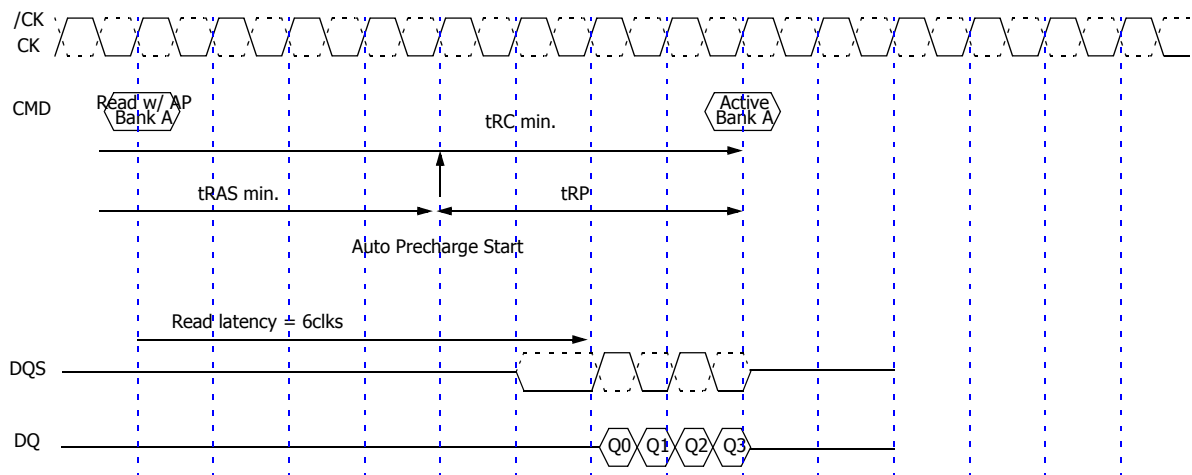 /CK
CK
CMD
Read w/ AP
Bank A
Active
Bank A
tRC min.
tRAS min.
tRP
Auto Precharge Start
Read latency = 6clks
DQS
DQ
Q0
Q1
Q2
Q3